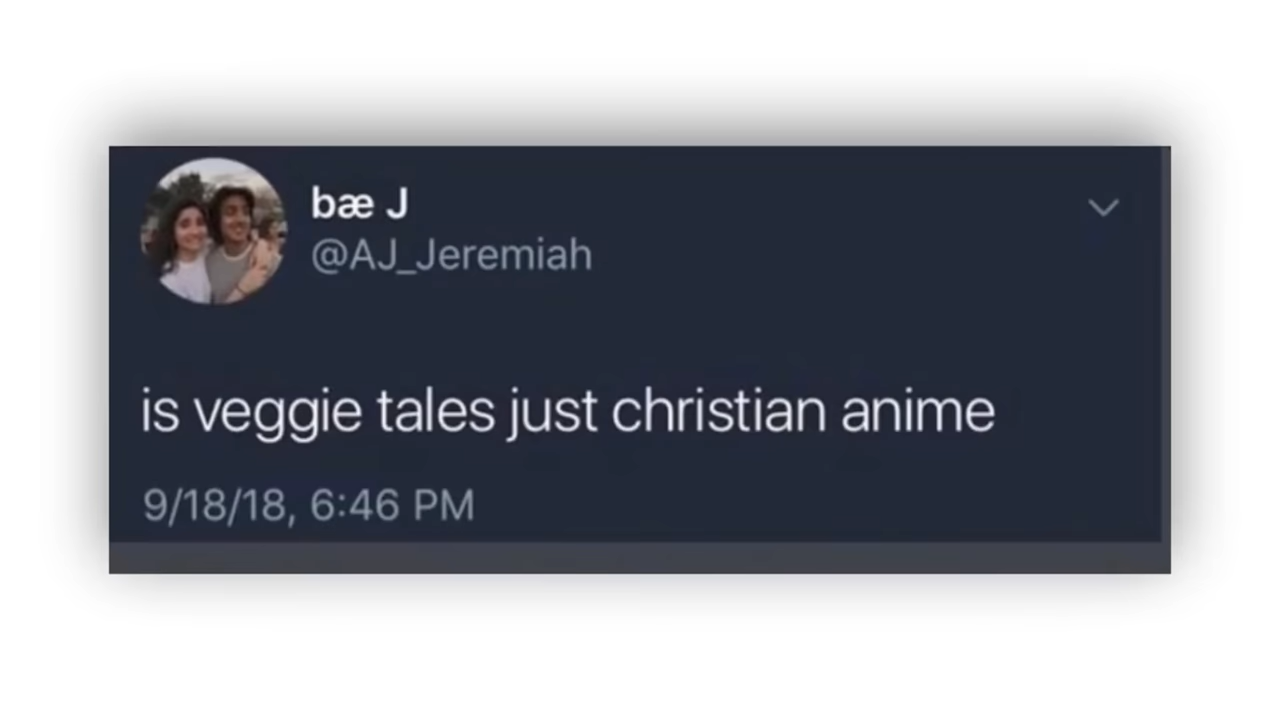 bæ J
@AJ_Jeremiah
is veggie tales just christian anime
9/18/18, 6:46 PM